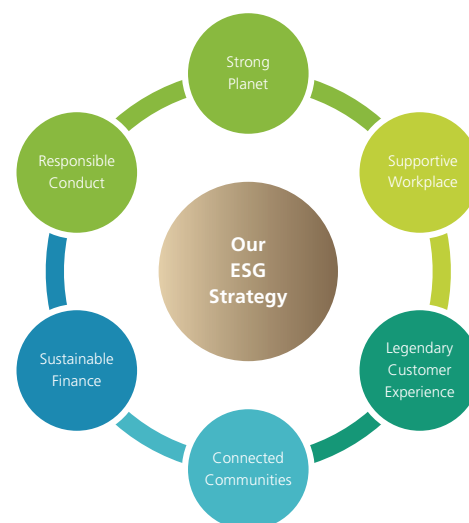 Strong
Planet
Supportive
Workplace
Legendary
Customer
Experience
Connected
Communities
Sustainable
Finance
Responsible
Conduct
Our
ESG
Strategy